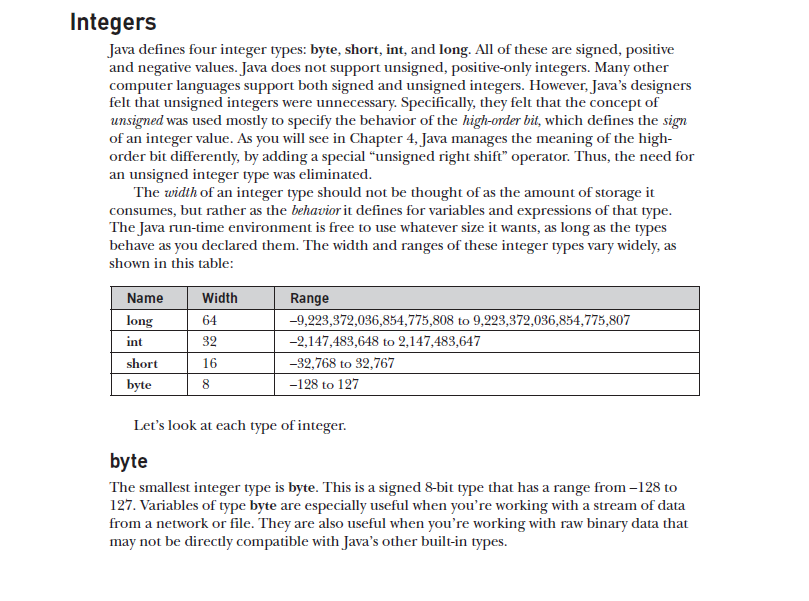 Integers
Java defines four integer types: byte, short, int, and long. All of these are signed, positive
and negative values. Java does not support unsigned, positive-only integers. Many other
computer languages support both signed and unsigned integers. However, Java’s designers
felt that unsigned integers were unnecessary. Specifically, they felt that the concept of
unsigned was used mostly to specify the behavior of the high-order bit, which defines the sign
of an integer value. As you will see in Chapter 4, Java manages the meaning of the high-
order bit differently, by adding a special “unsigned right shift” operator. Thus, the need for
an unsigned integer type was eliminated.
The width of an integer type should not be thought of as the amount of storage it
consumes, but rather as the behavior it defines for variables and expressions of that type.
The Java run-time environment is free to use whatever size it wants, as long as the types
behave as you declared them. The width and ranges of these integer types vary widely, as
shown in this table:
Name Width Range
long 64 –9,223,372,036,854,775,808 to 9,223,372,036,854,775,807
int 32 –2,147,483,648 to 2,147,483,647
short 16 –32,768 to 32,767
byte 8 –128 to 127
Let’s look at each type of integer.
byte
The smallest integer type is byte. This is a signed 8-bit type that has a range from –128 to
127. Variables of type byte are especially useful when you’re working with a stream of data
from a network or file. They are also useful when you’re working with raw binary data that
may not be directly compatible with Java’s other built-in types.